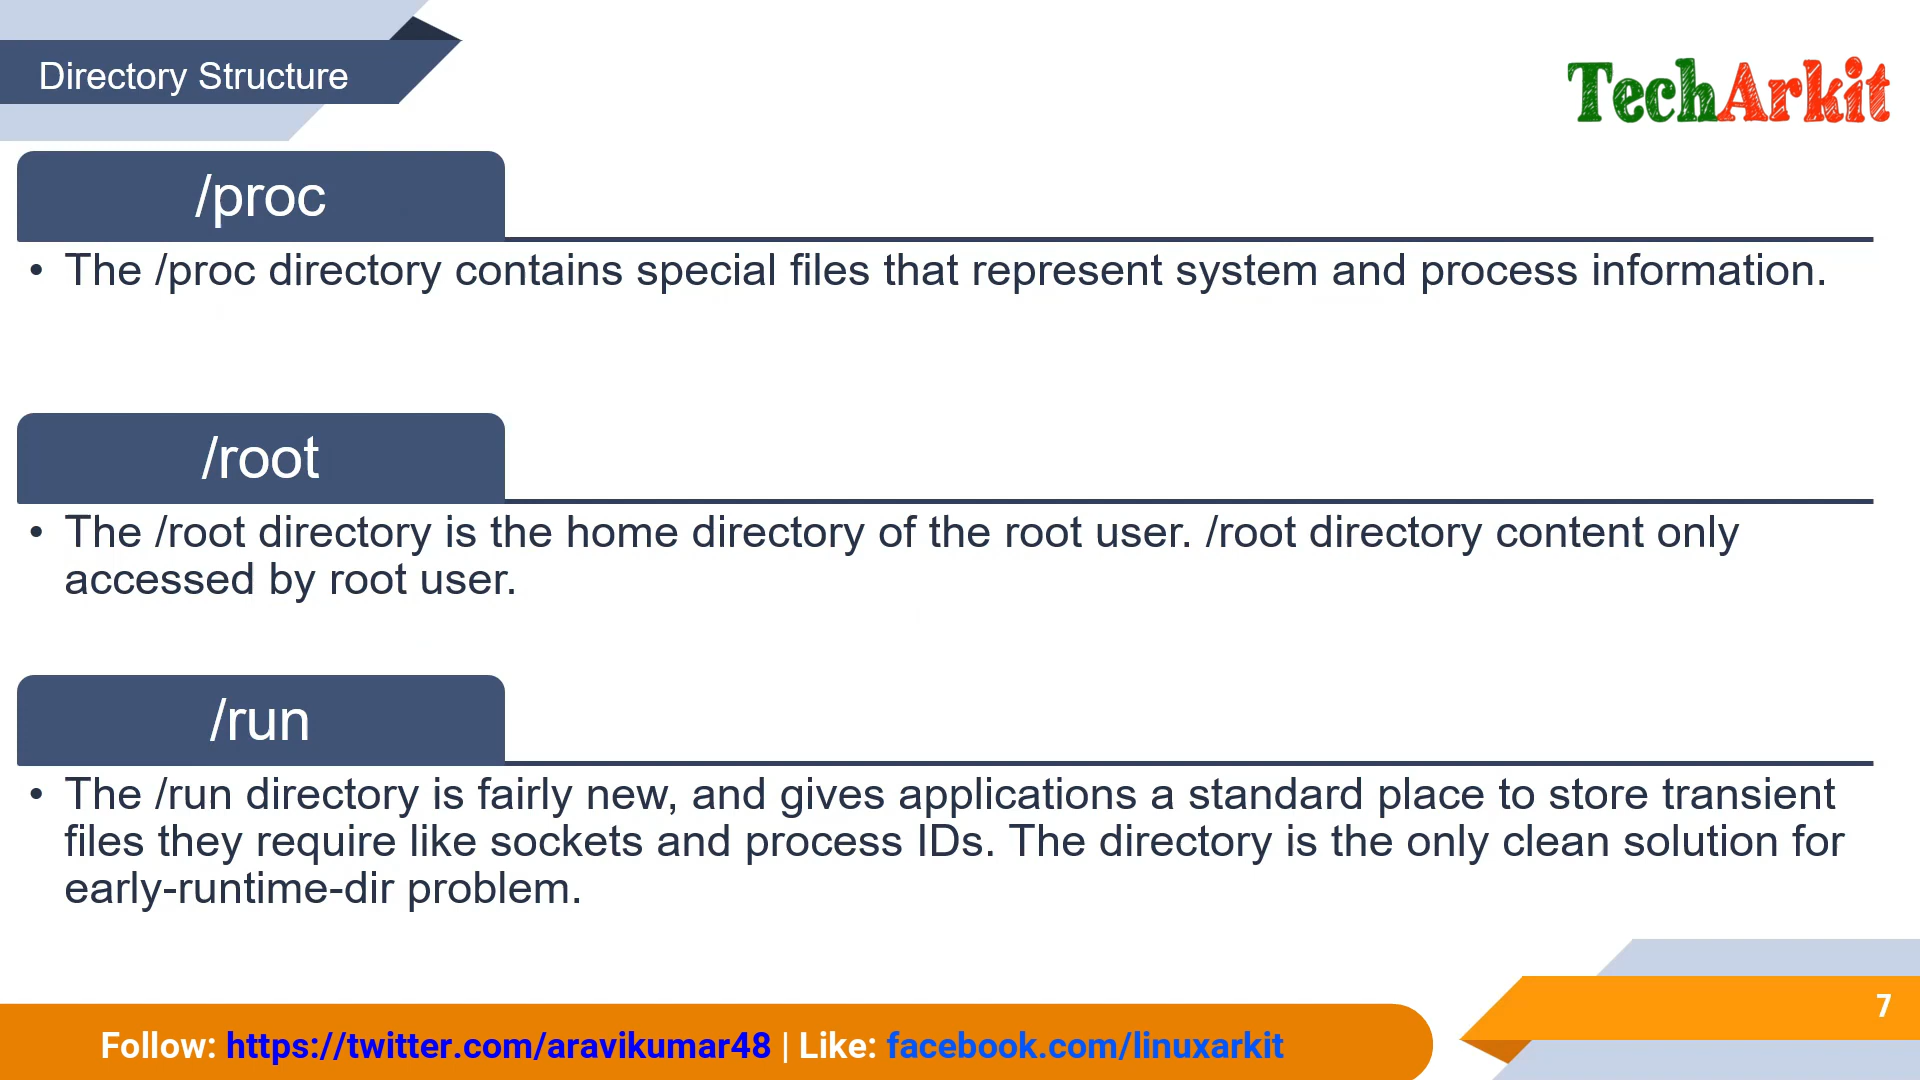 Directory Structure
TechArkit
/proc
• The /proc directory contains special files that represent system and process information.
/root
• The /root directory is the home directory of the root user. /root directory content only
accessed by root user.
/run
• The /run directory is fairly new, and gives applications a standard place to store transient
files they require like sockets and process IDs. The directory is the only clean solution for
early-runtime-dir problem.
7
Follow: https://twitter.com/aravikumar48 | Like: facebook.com/linuxarkit